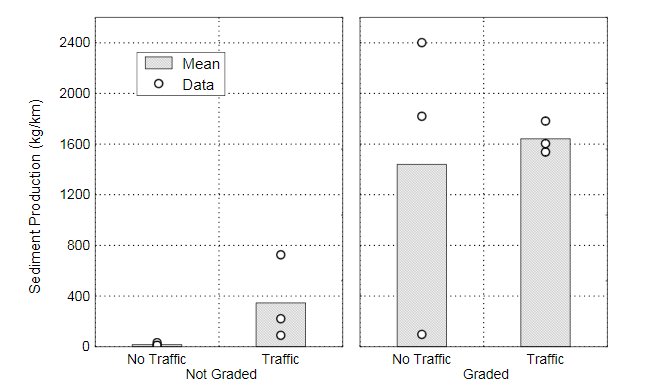 Sediment Production (kg/km)
2400
2000
1600
1200
800
400
0
Mean
Data
No Traffic Traffic No Traffic Traffic
Not Graded Graded